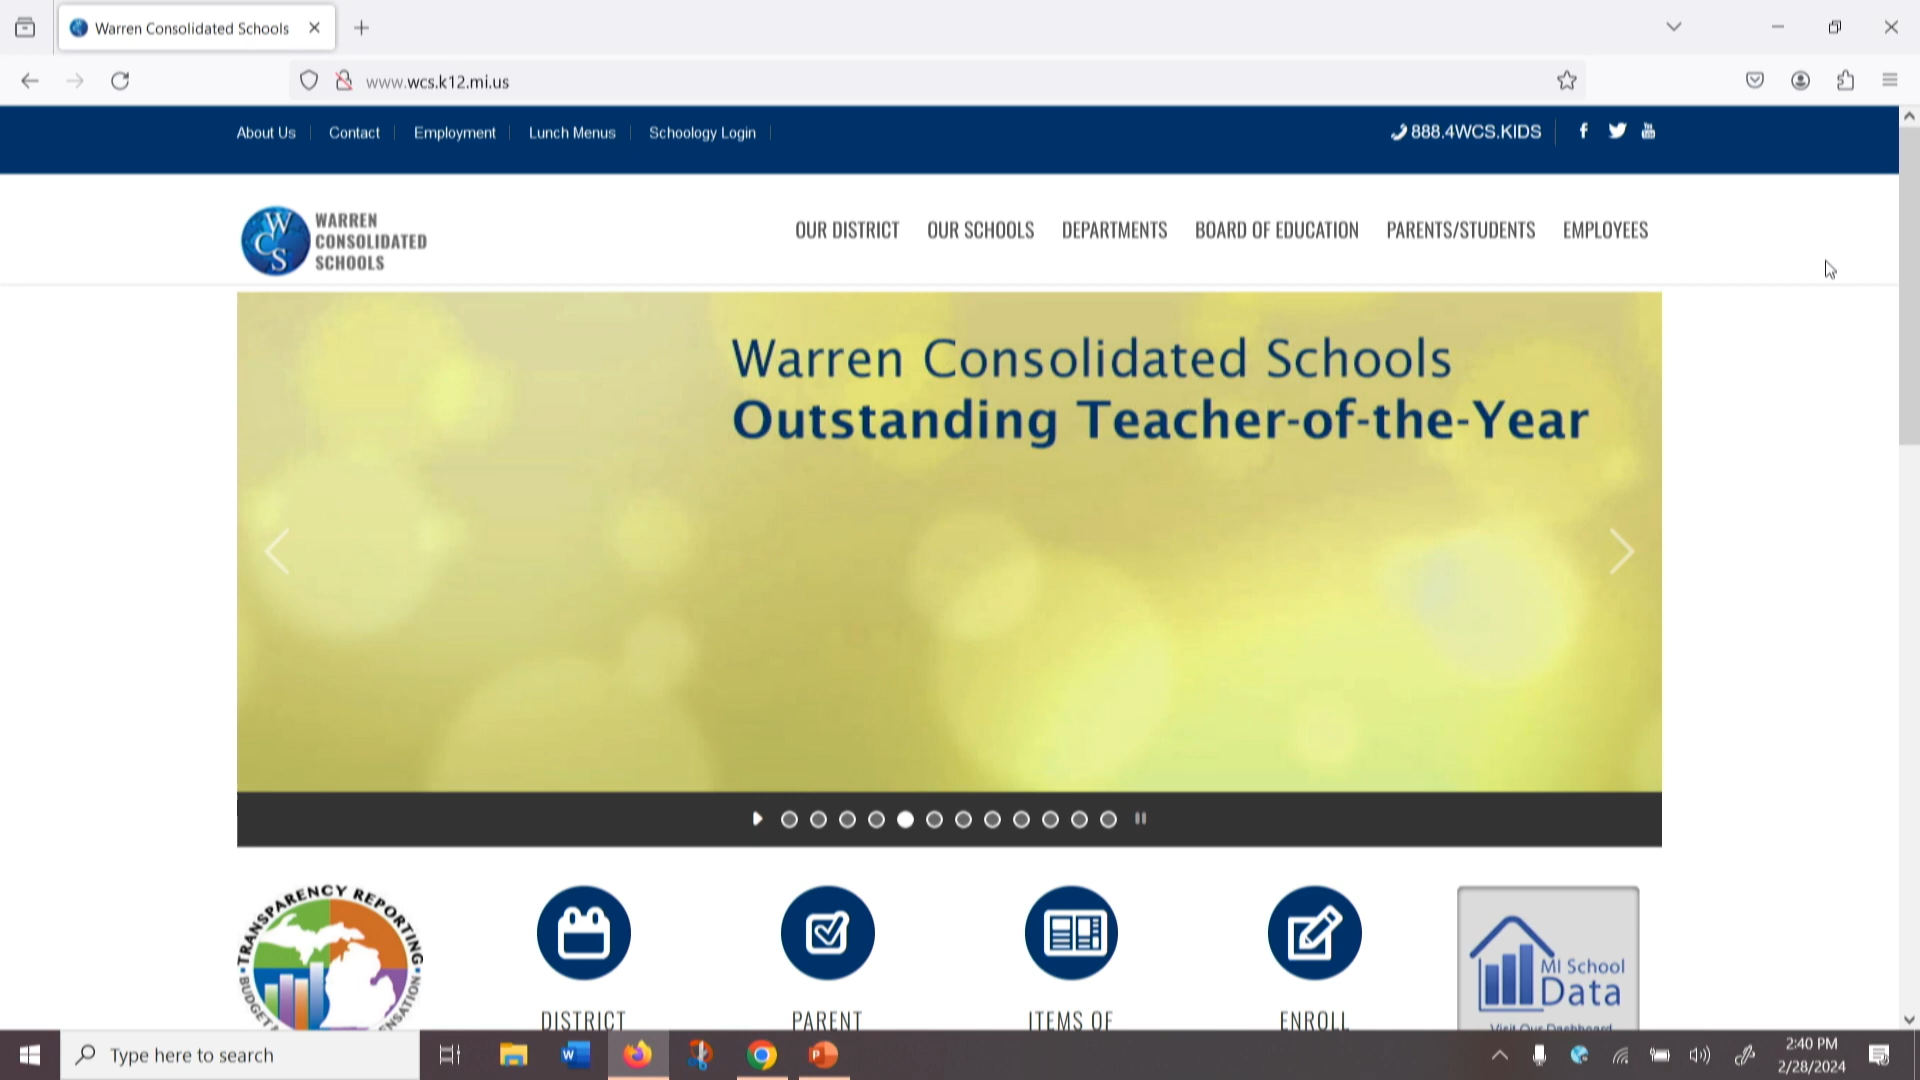 Warren Consolidated Schools
www.wcs.k12.mi.us
About Us
Contact
Employment
Lunch Menus
Schoology Login
888.4WCS.KIDS
WCS
WARREN
CONSOLIDATED
SCHOOLS
OUR DISTRICT
OUR SCHOOLS
DEPARTMENTS
BOARD OF EDUCATION
PARENTS/STUDENTS
EMPLOYEES
Warren Consolidated Schools
Outstanding Teacher-of-the-Year
TRANSPARENCY REPORTING
BUDGET
DISTRICT
PARENT
ITEMS OF
ENROLL
MI School
Data
Visit Our Dashboard
Type here to search
2:40 PM
2/28/2024